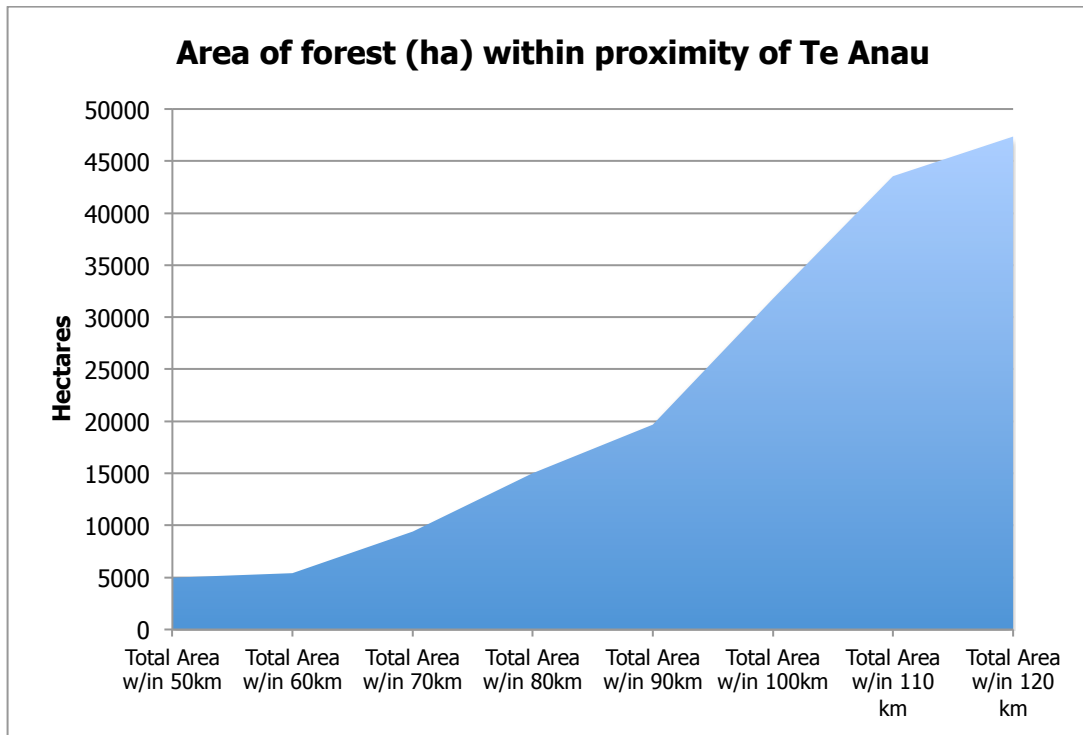 Area of forest (ha) within proximity of Te Anau
50000
45000
40000
35000
30000
25000
20000
15000
10000
5000
0
Hectares
Total Area
w/in 50km
Total Area
w/in 60km
Total Area
w/in 70km
Total Area
w/in 80km
Total Area
w/in 90km
Total Area
w/in 100km
Total Area
w/in 110
km
Total Area
w/in 120
km